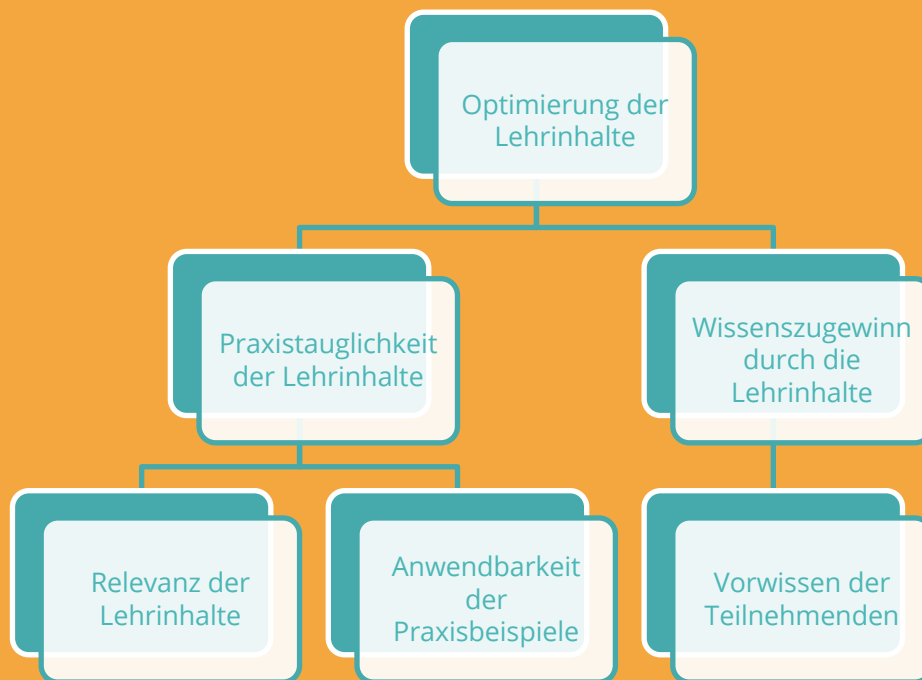 Optimierung der
Lehrinhalte
Praxistauglichkeit
der Lehrinhalte
Wissenszugewinn
durch die
Lehrinhalte
Relevanz der
Lehrinhalte
Anwendbarkeit
der
Praxisbeispiele
Vorwissen der
Teilnehmenden